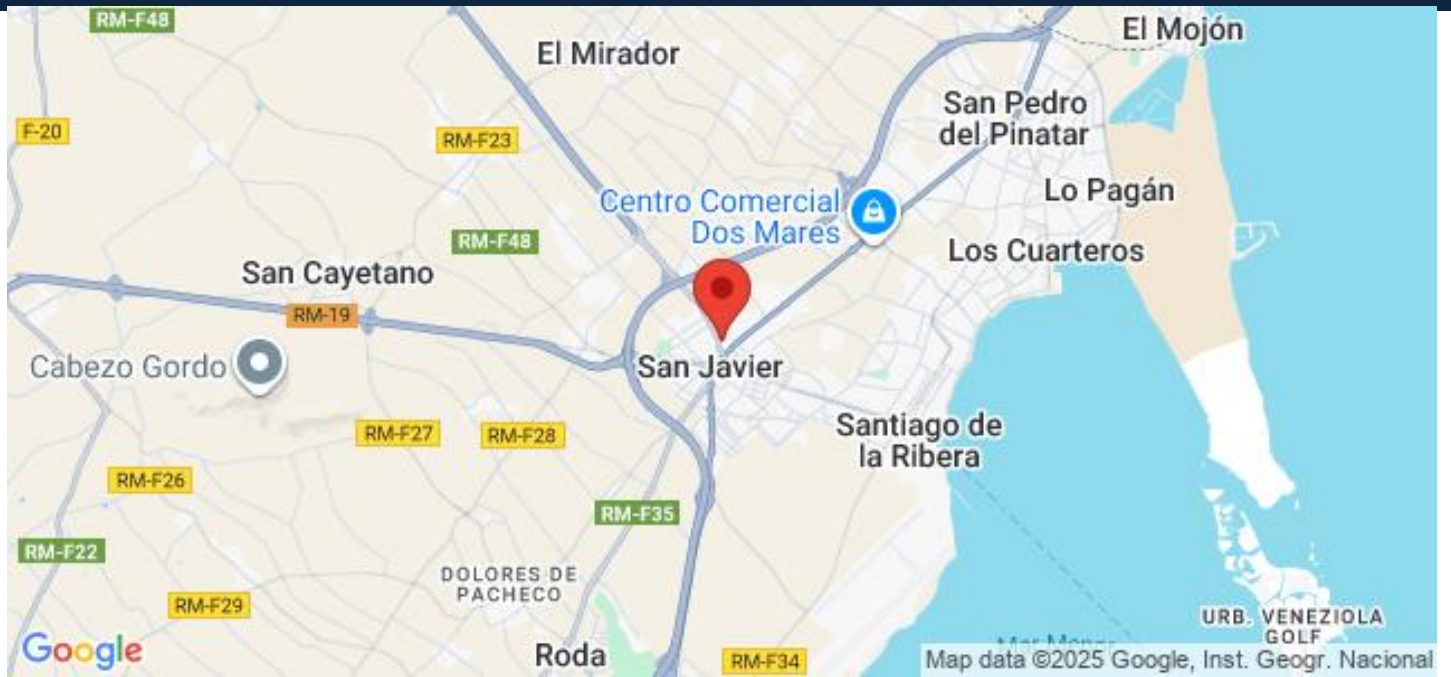 RM-F48
El Mojón
El Mirador
San Pedro
del Pinatar
F-20
RM-F23
Lo Pagán
Centro Comercial
Dos Mares
RM-F48
Los Cuarteros
San Cayetano
RM-19
Cabezo Gordo
San Javier
Santiago de
la Ribera
RM-F27
RM-F28
RM-F26
RM-F35
RM-F22
DOLORES DE
PACHECO
RM-F29
URB. VENEZIOLA
GOLF
Google
Roda
RM-F34
Mar Menor
Map data ©2025 Google, Inst. Geogr. Nacional